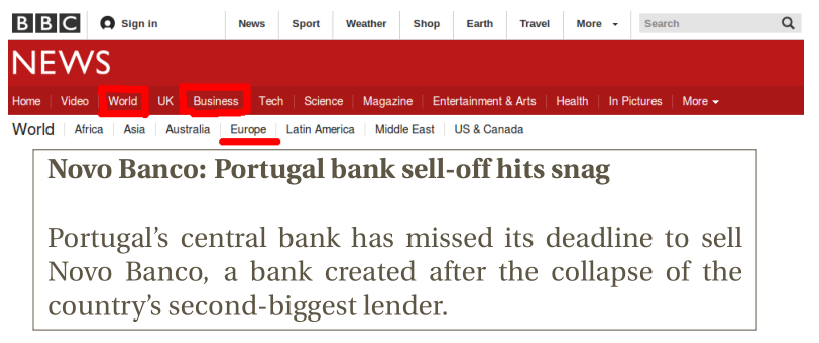 BBC Sign in News Sport Weather Shop Earth Travel More Search
NEWS
Home Video World UK Business Tech Science Magazine Entertainment & Arts Health In Pictures More
World Africa Asia Australia Europe Latin America Middle East US & Canada
Novo Banco: Portugal bank sell-off hits snag
Portugal's central bank has missed its deadline to sell
Novo Banco, a bank created after the collapse of the
country's second-biggest lender.